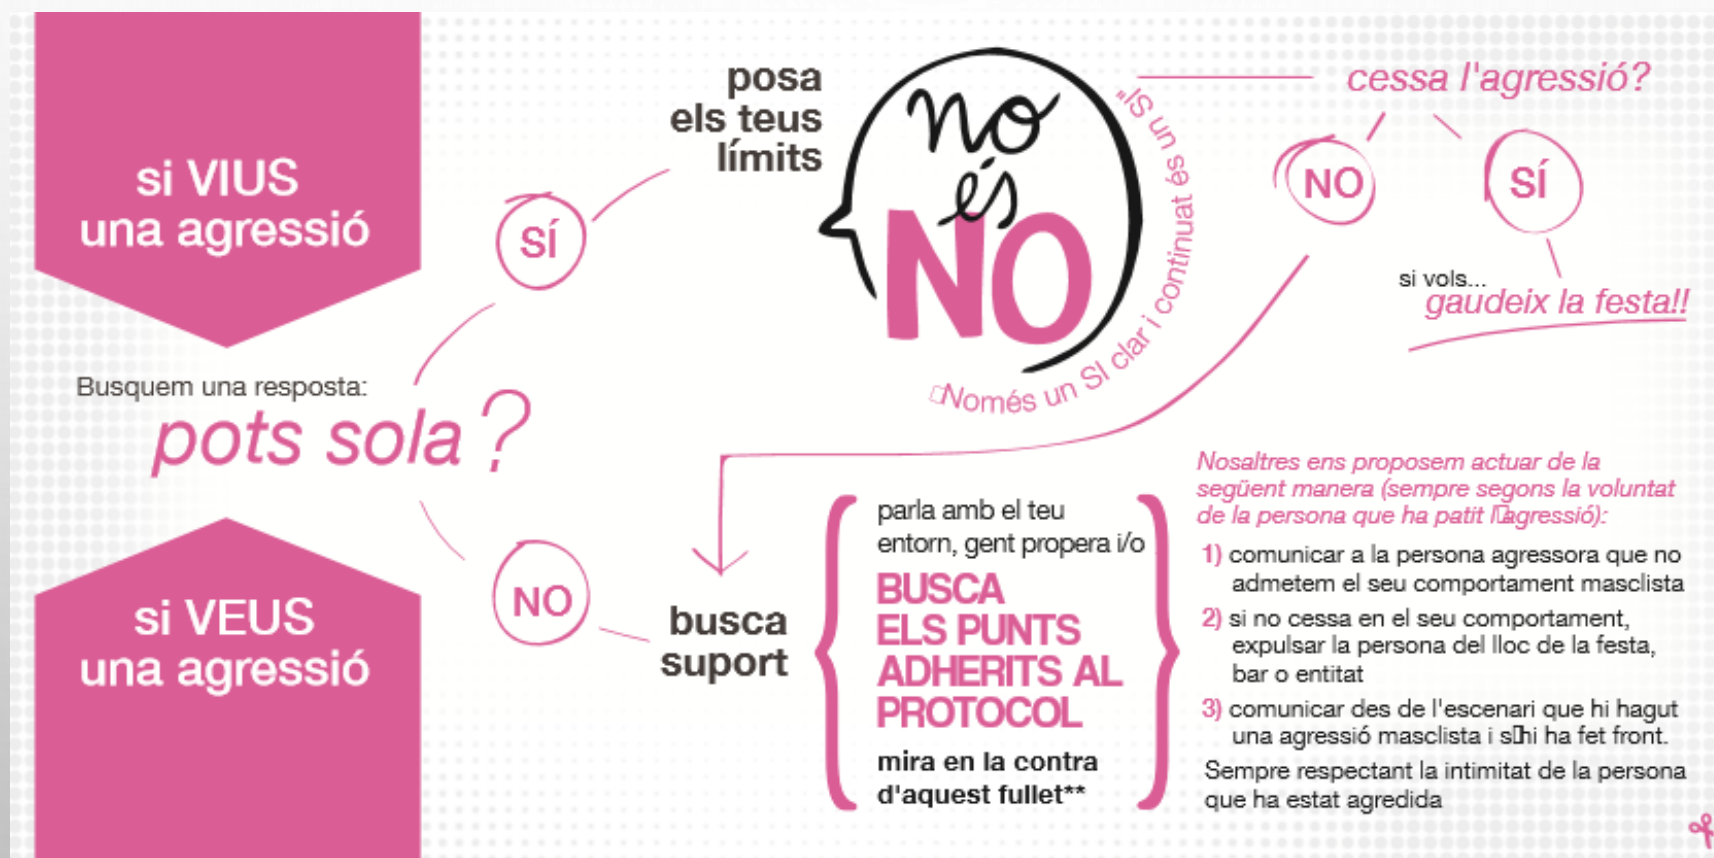 si VIUS
una agressió
Busquem una resposta:
pots sola?
si VEUS
una agressió
SÍ
posa
els teus
límits
no
és
NO
Només un SI clar i continuat és un SI"
cessa l'agressió?
NO
SÍ
si vols...
gaudeix la festa!!
NO
busca
suport
parla amb el teu
entorn, gent propera i/o
BUSCA
ELS PUNTS
ADHERITS AL
PROTOCOL
mira en la contra
d'aquest fullet**
Nosaltres ens proposem actuar de la
següent manera (sempre segons la voluntat
de la persona que ha patit l□agressió):
1) comunicar a la persona agressora que no
admetem el seu comportament masclista
2) si no cessa en el seu comportament,
expulsar la persona del lloc de la festa,
bar o entitat
3) comunicar des de l'escenari que hi hagut
una agressió masclista i s□hi ha fet front.
Sempre respectant la intimitat de la persona
que ha estat agredida